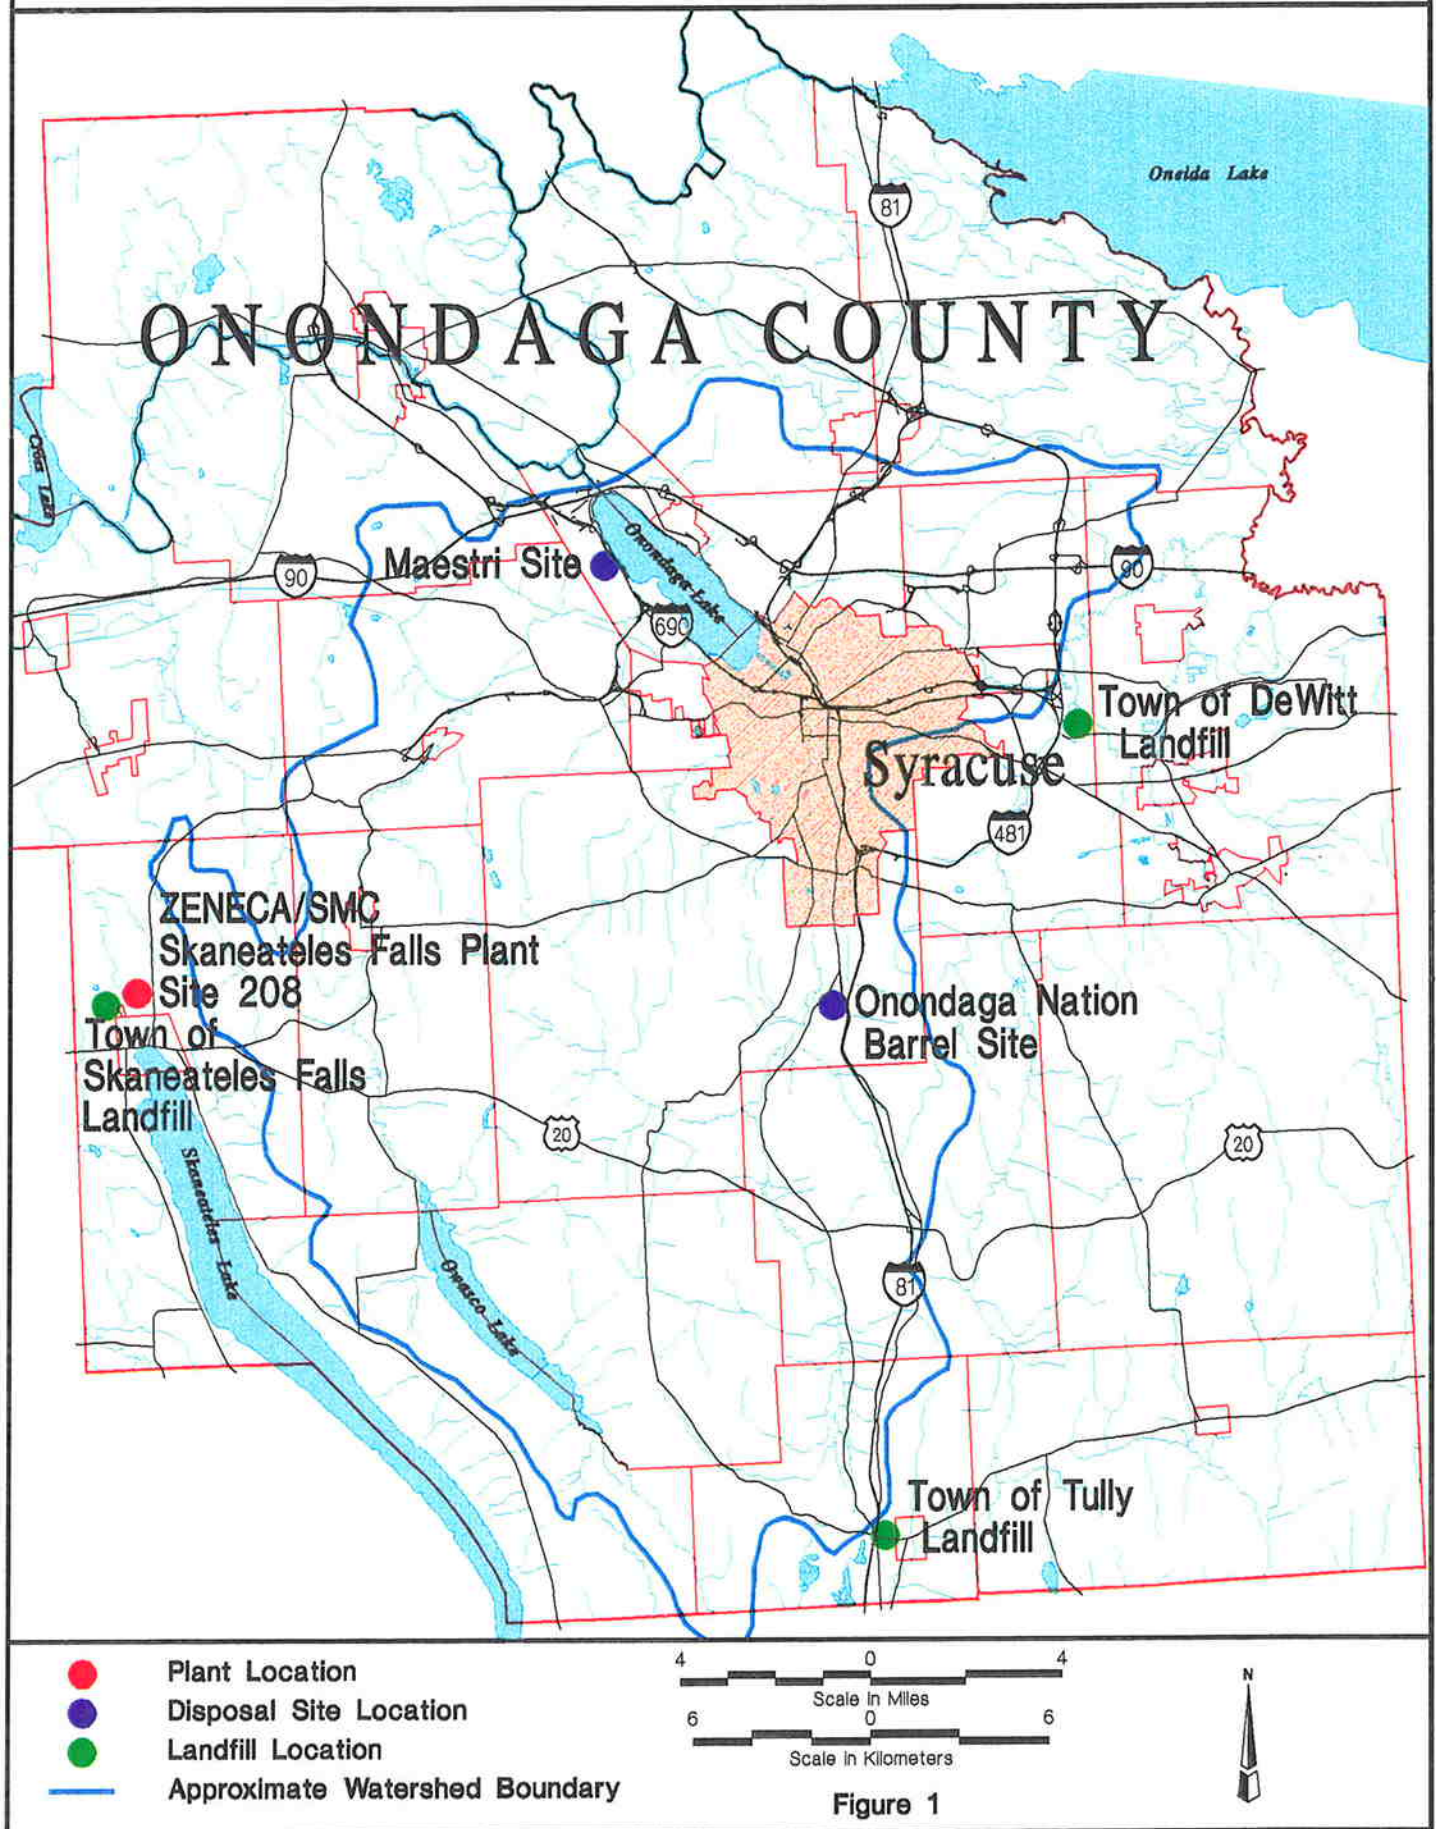 Oneida Lake
81
ONONDAGA COUNTY
Cross Lake
Onondaga Lake
Maestri Site
90
90
690
Town of DeWitt
Landfill
Syracuse
481
ZENECA/SMC
Skaneateles Falls Plant
Site 208
Town of
Skaneateles Falls
Landfill
Onondaga Nation
Barrel Site
20
20
Skaneateles Lake
Owasco Lake
81
Town of Tully
Landfill
Plant Location
Disposal Site Location
Landfill Location
Approximate Watershed Boundary
4 0 4
Scale in Miles
6 0 6
Scale in Kilometers
Figure 1
N